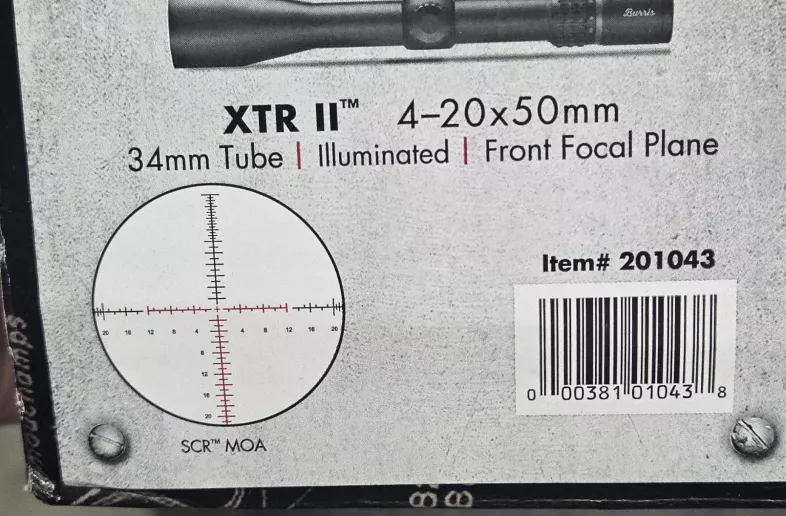 Burris
XTR II™ 4–20x50mm
34mm Tube | Illuminated | Front Focal Plane
Item# 201043
20 16 12 8 4 4 8 12 16 20
8
12
16
20
0 00381 01043 8
SCR™ MOA